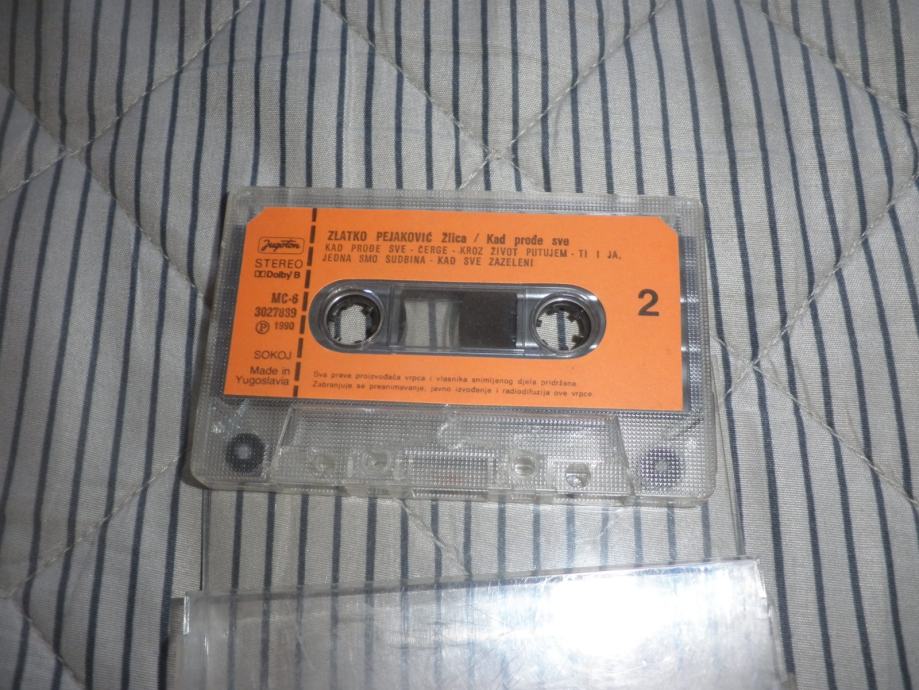 Jugoton
STEREO
Dolby B
MC-6
3027889
Ⓟ 1990
SOKOJ
Made in
Yugoslavia
ZLATKO PEJAKOVIĆ Žlica / Kad prođe sve
KAD PROĐE SVE - ČERGE - KROZ ŽIVOT PUTUJEM - TI I JA,
JEDNA SMO SUDBINA - KAD SVE ZAZELENI
2
Sva prava proizvođača vrpca i vlasnika snimljenog djela pridržana.
Zabranjuje se presnimavanje, javno izvođenje i radiodifuzija ove vrpce.